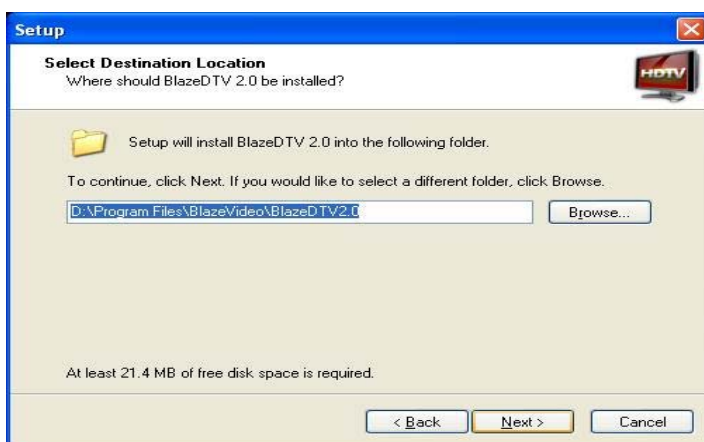 Setup
Select Destination Location
Where should BlazeDTV 2.0 be installed?
HDTV
Setup will install BlazeDTV 2.0 into the following folder.
To continue, click Next. If you would like to select a different folder, click Browse.
D:\Program Files\BlazeVideo\BlazeDTV2.0
Browse...
At least 21.4 MB of free disk space is required.
< Back
Next >
Cancel